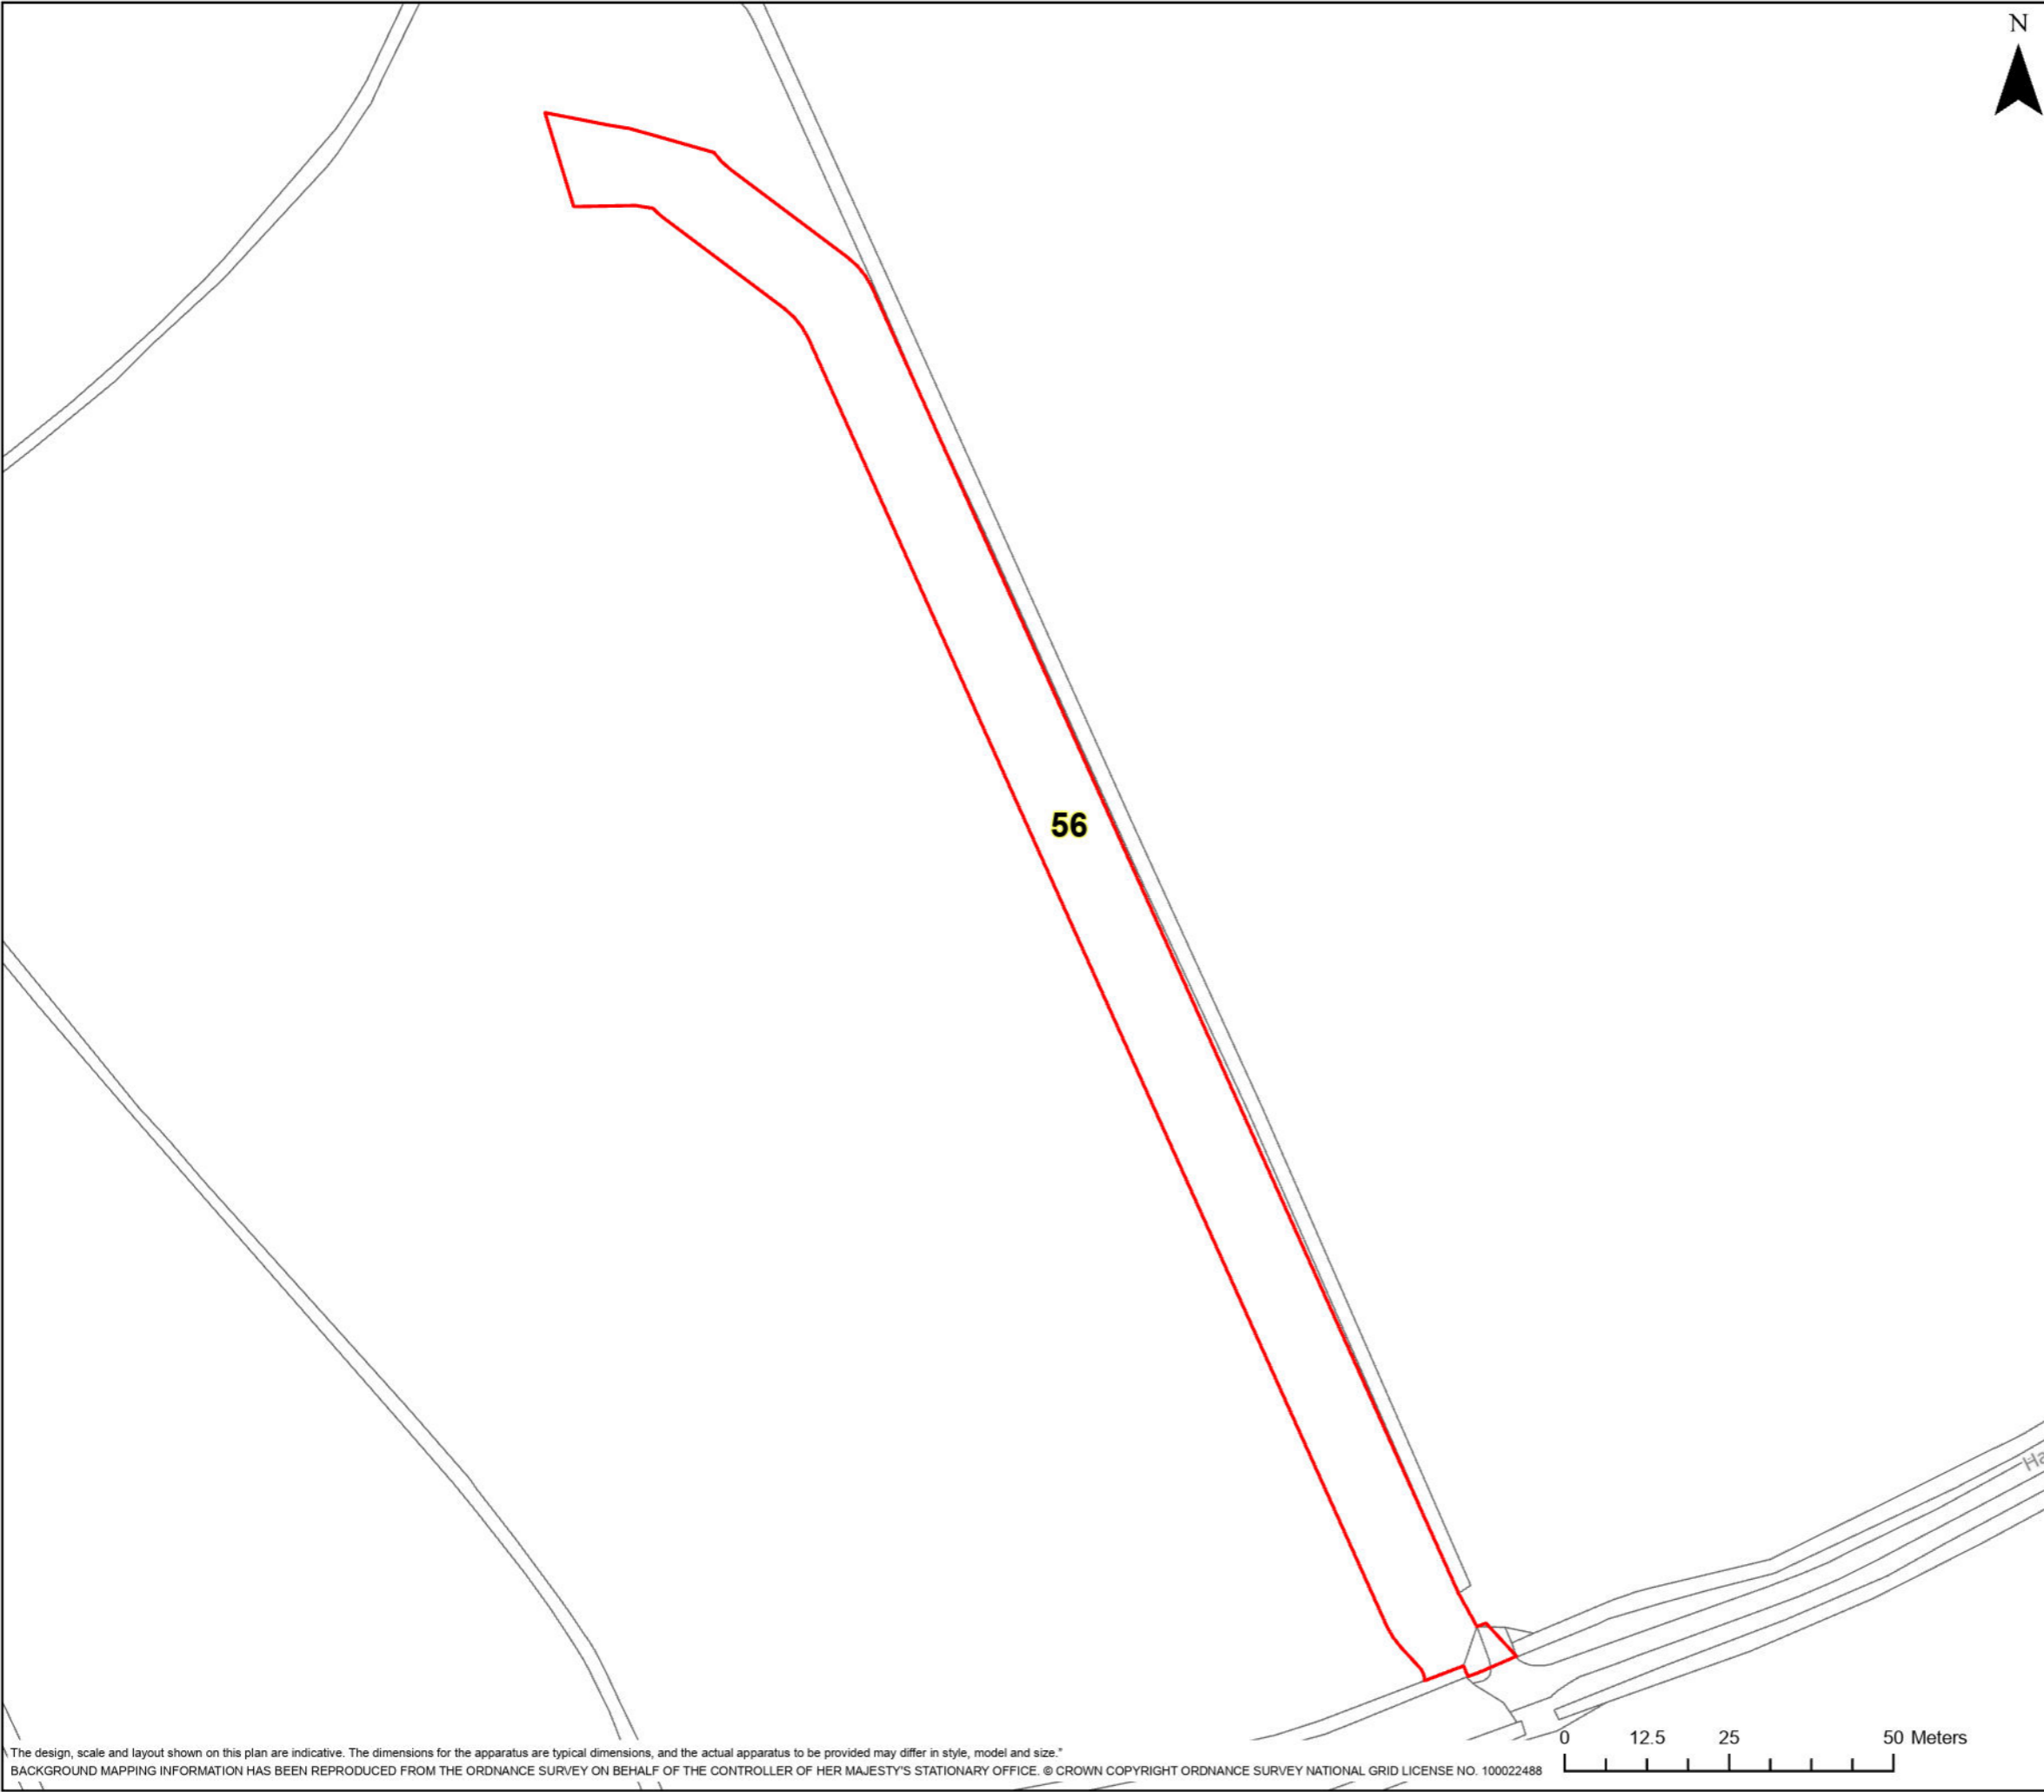 N
56
Ha
0 12.5 25 50 Meters
The design, scale and layout shown on this plan are indicative. The dimensions for the apparatus are typical dimensions, and the actual apparatus to be provided may differ in style, model and size."
BACKGROUND MAPPING INFORMATION HAS BEEN REPRODUCED FROM THE ORDNANCE SURVEY ON BEHALF OF THE CONTROLLER OF HER MAJESTY'S STATIONARY OFFICE. © CROWN COPYRIGHT ORDNANCE SURVEY NATIONAL GRID LICENSE NO. 100022488